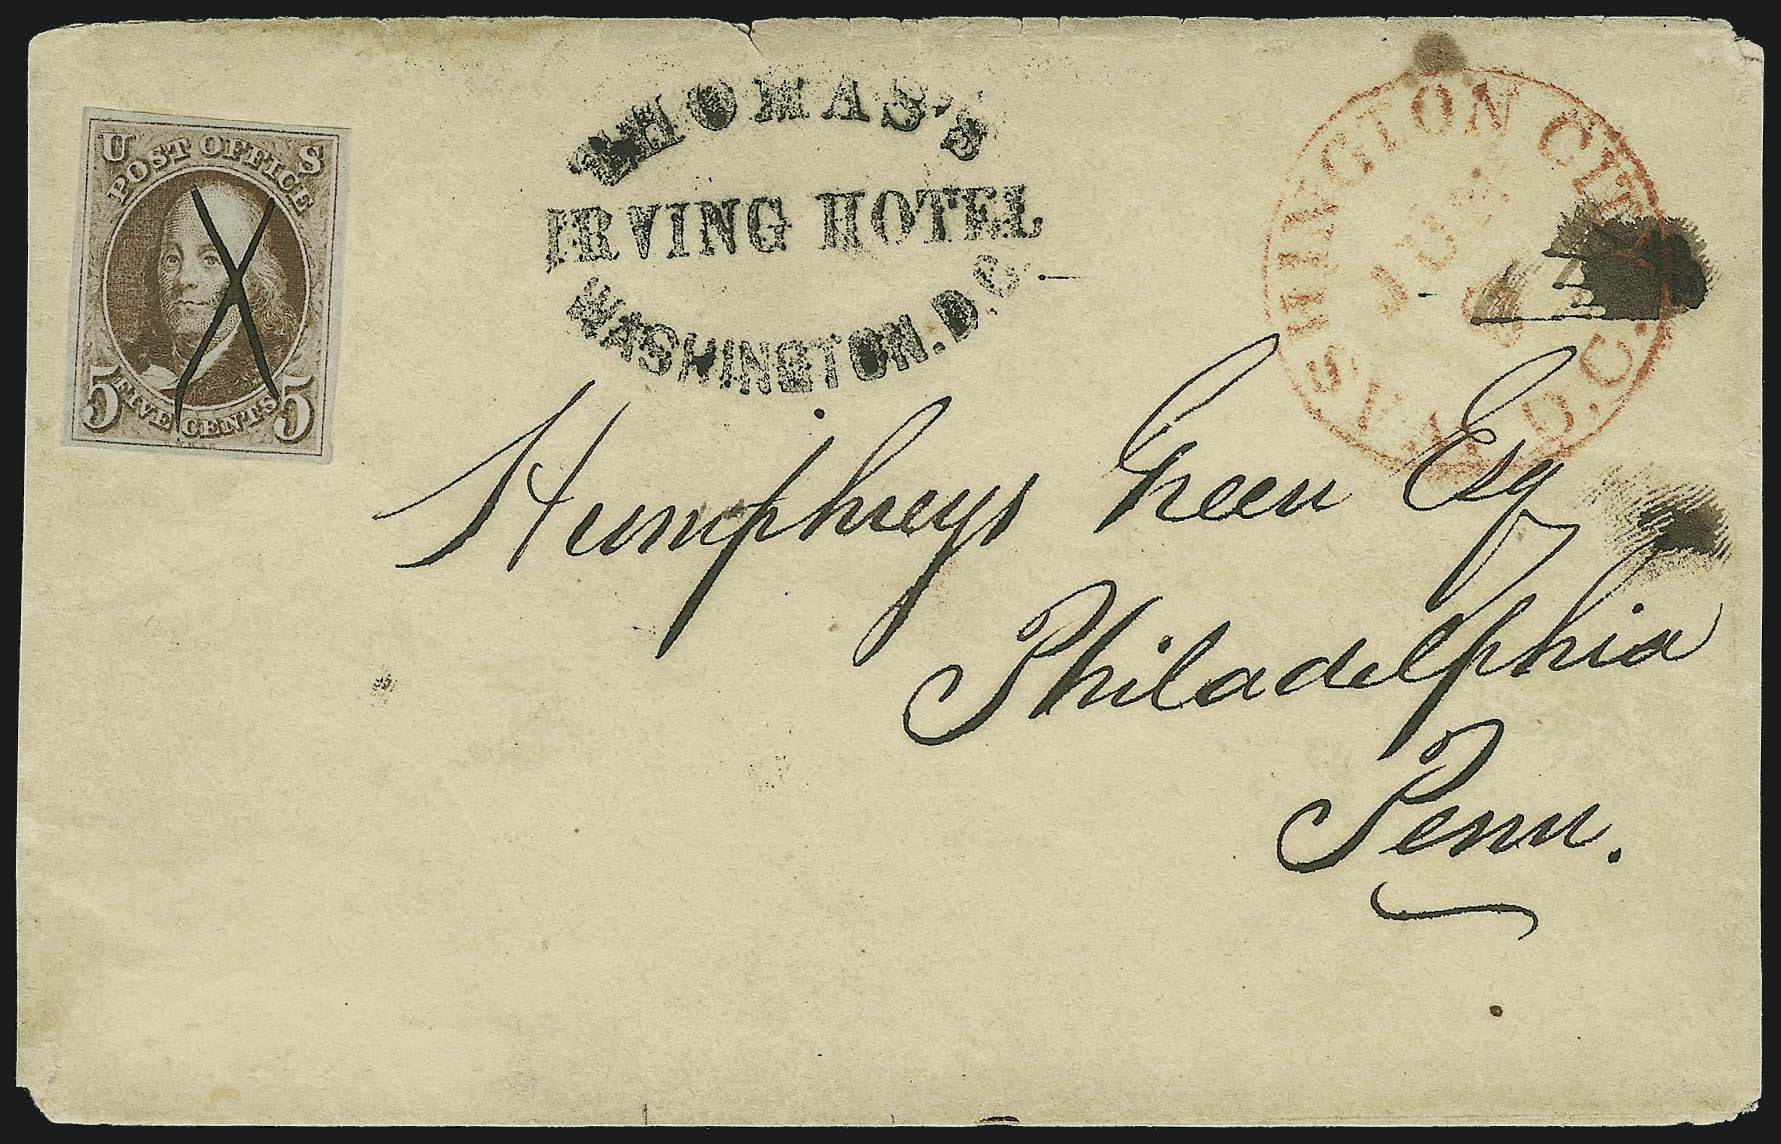 U S
POST OFFICE
5 FIVE CENTS 5
THOMAS'S
IRVING HOTEL
WASHINGTON. D.C.
WASHINGTON CITY D.C.
Humphreys Green Esq
Philadelphia
Penn.